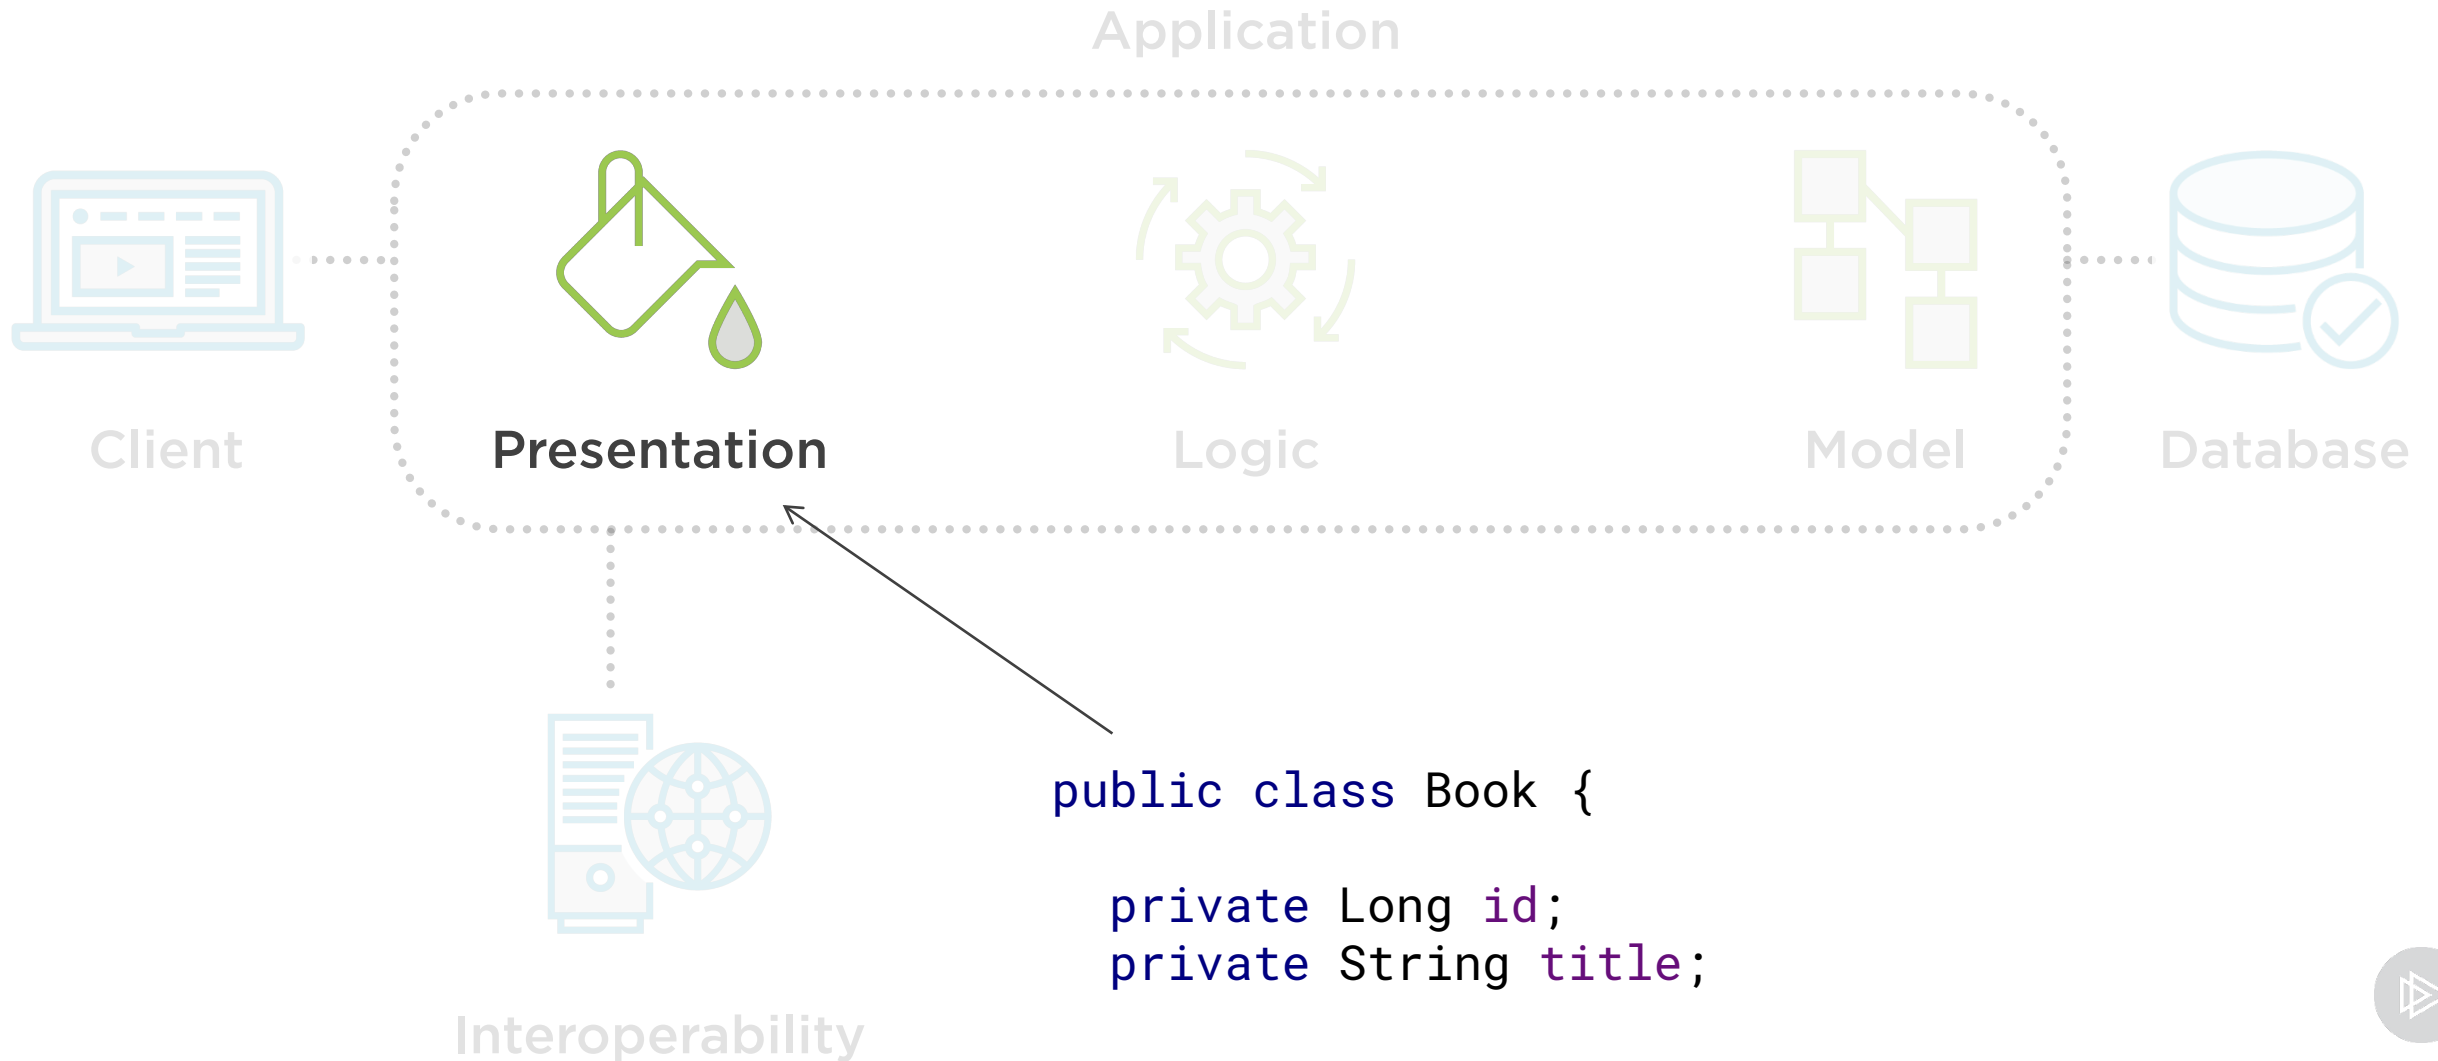 Application
Client
Presentation
Logic
Model
Database
public class Book {
private Long id;
private String title;
Interoperability